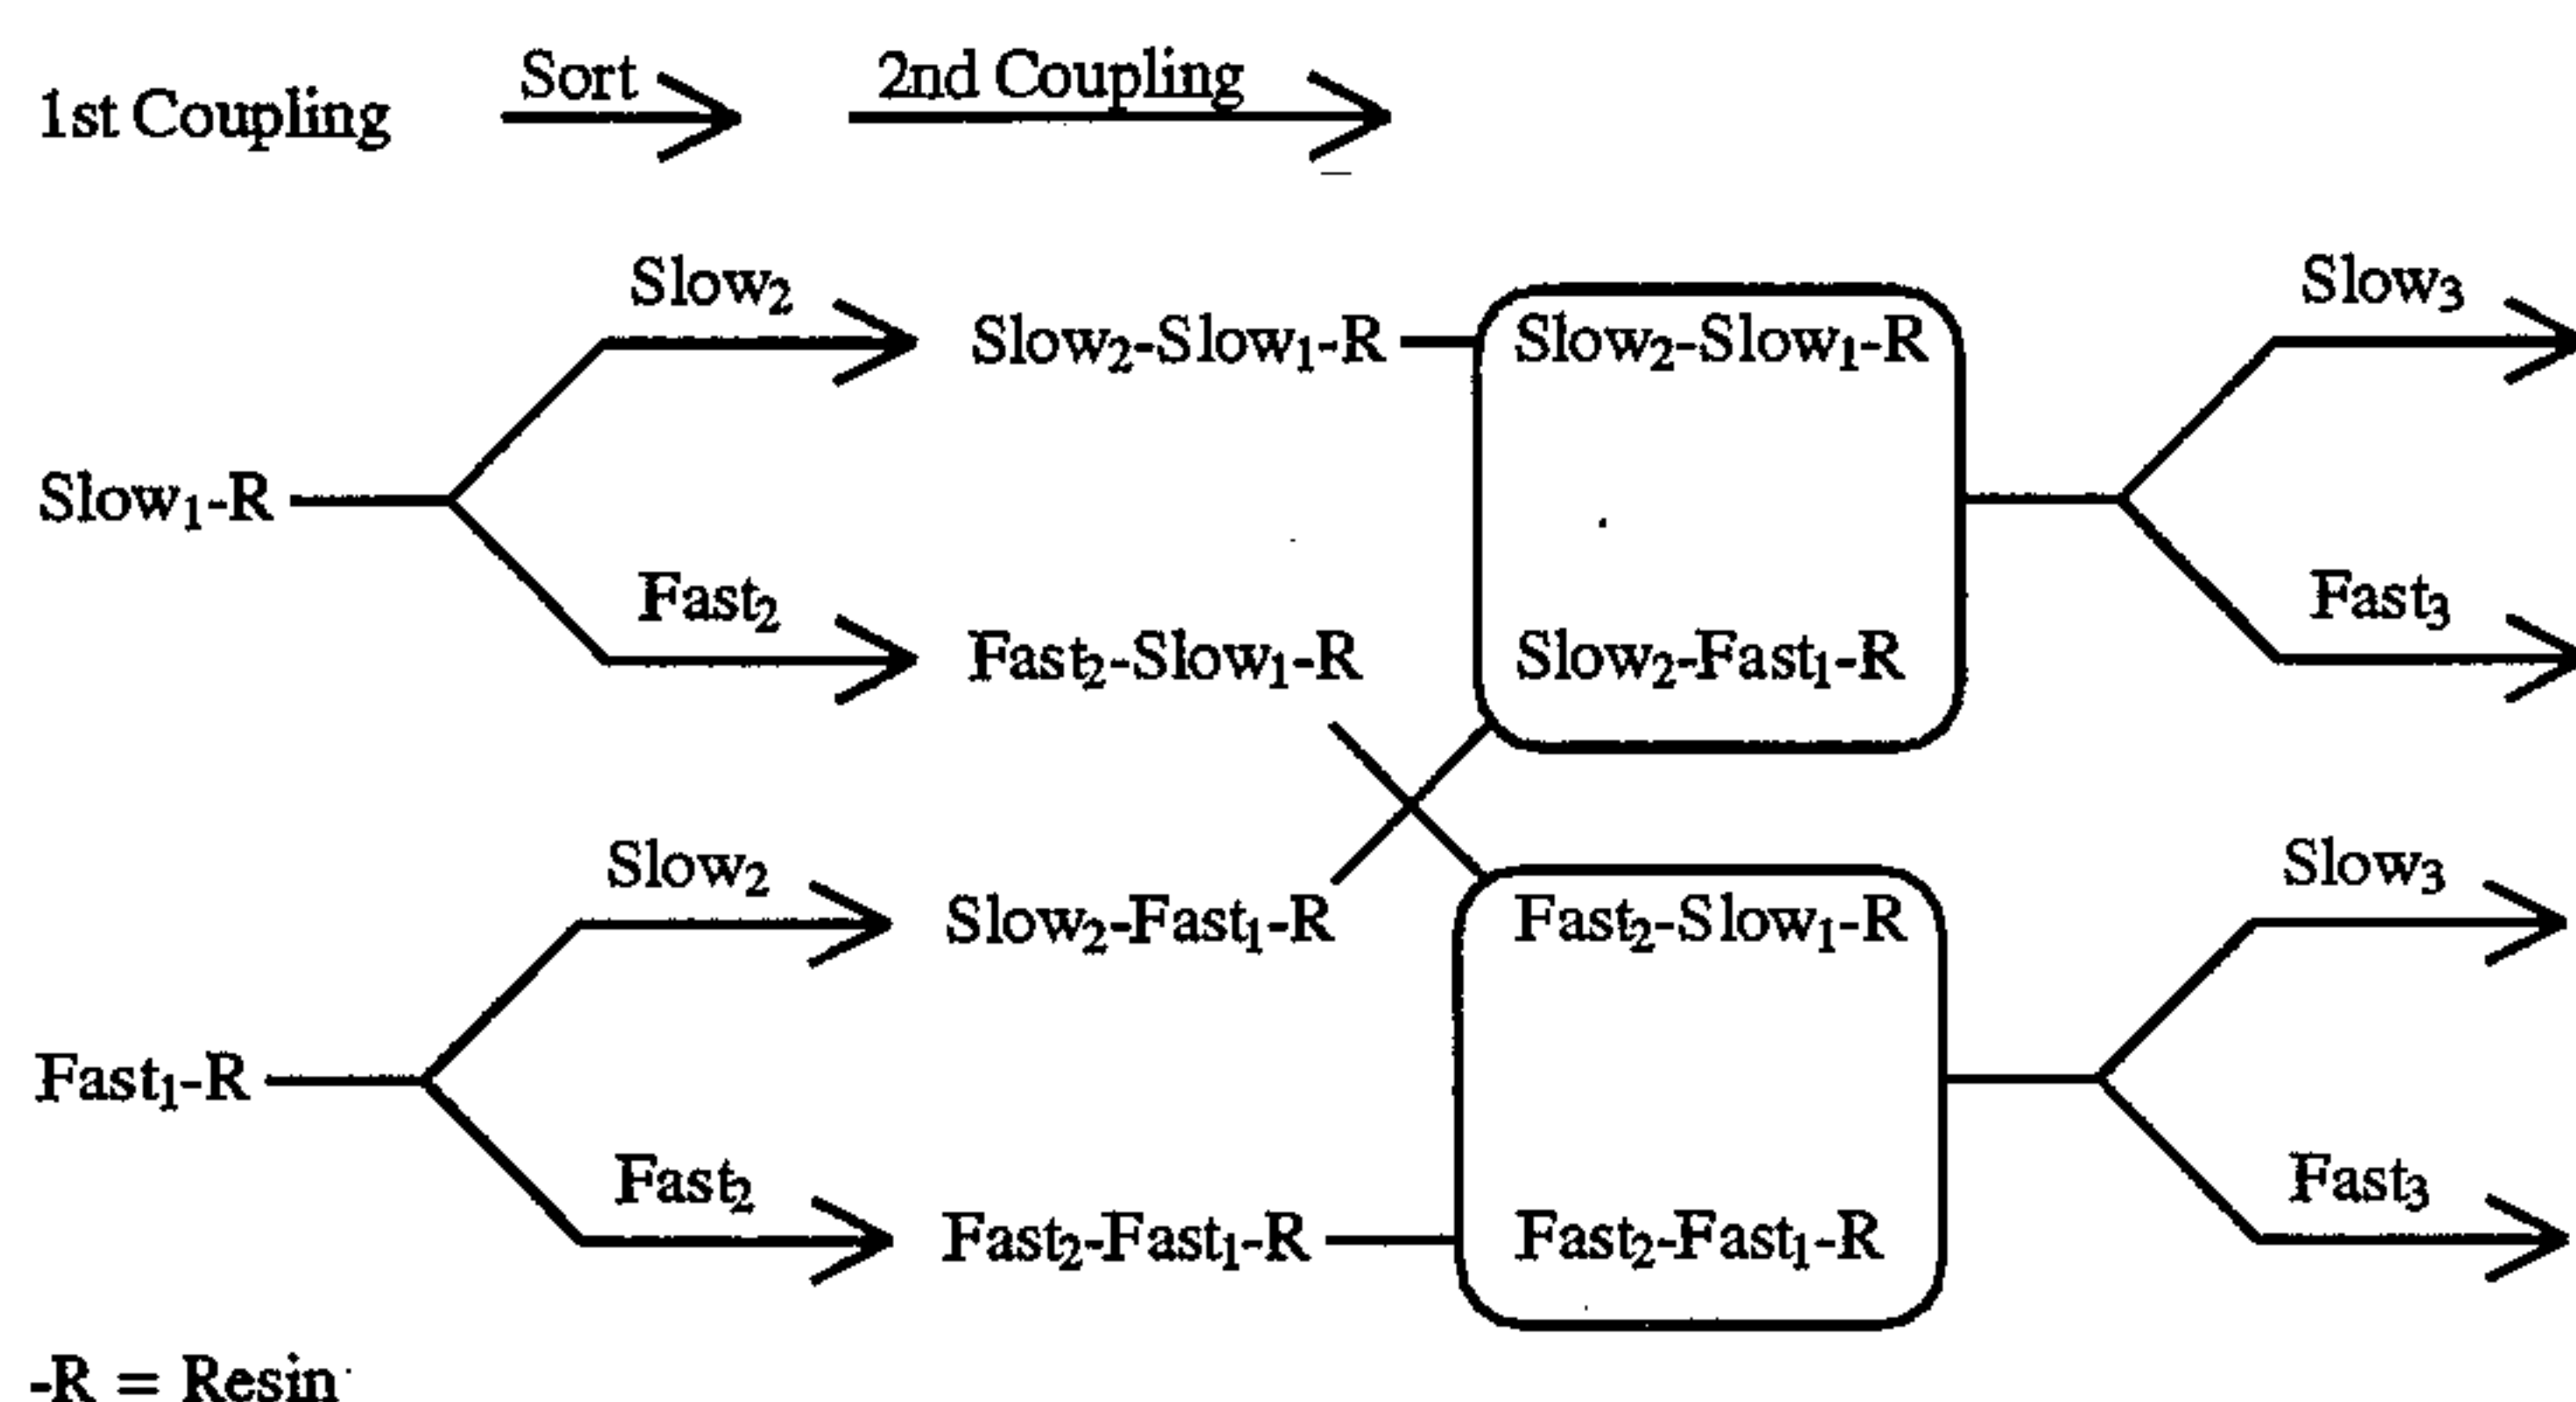 1st Coupling Sort 2nd Coupling
Slow₂ Slow₃
Slow₂-Slow₁-R Slow₂-Slow₁-R
Slow₁-R
Fast₂ Fast₃
Fast₂-Slow₁-R Slow₂-Fast₁-R
Slow₂ Slow₃
Slow₂-Fast₁-R Fast₂-Slow₁-R
Fast₁-R
Fast₂ Fast₃
Fast₂-Fast₁-R Fast₂-Fast₁-R
-R = Resin